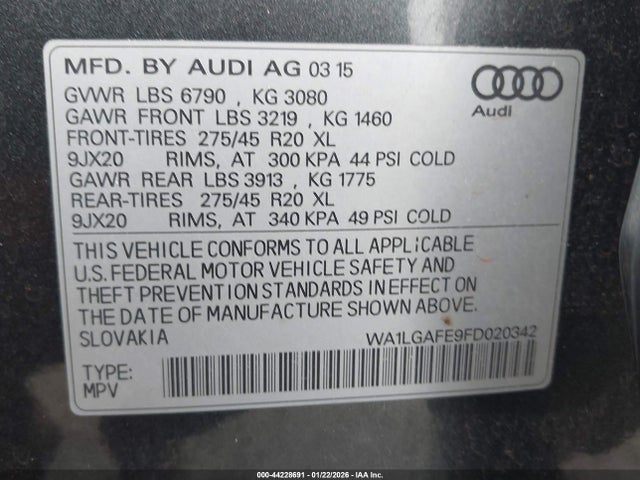 MFD. BY AUDI AG 03 15
Audi
GVWR LBS 6790 , KG 3080
GAWR FRONT LBS 3219 , KG 1460
FRONT-TIRES 275/45 R20 XL
9JX20 RIMS, AT 300 KPA 44 PSI COLD
GAWR REAR LBS 3913 , KG 1775
REAR-TIRES 275/45 R20 XL
9JX20 RIMS, AT 340 KPA 49 PSI COLD
THIS VEHICLE CONFORMS TO ALL APPLICABLE
U.S. FEDERAL MOTOR VEHICLE SAFETY AND
THEFT PREVENTION STANDARDS IN EFFECT ON
THE DATE OF MANUFACTURE SHOWN ABOVE.
SLOVAKIA WA1LGAFE9FD020342
TYPE:
MPV
000-44228691 - 01/22/2026 - IAA Inc.